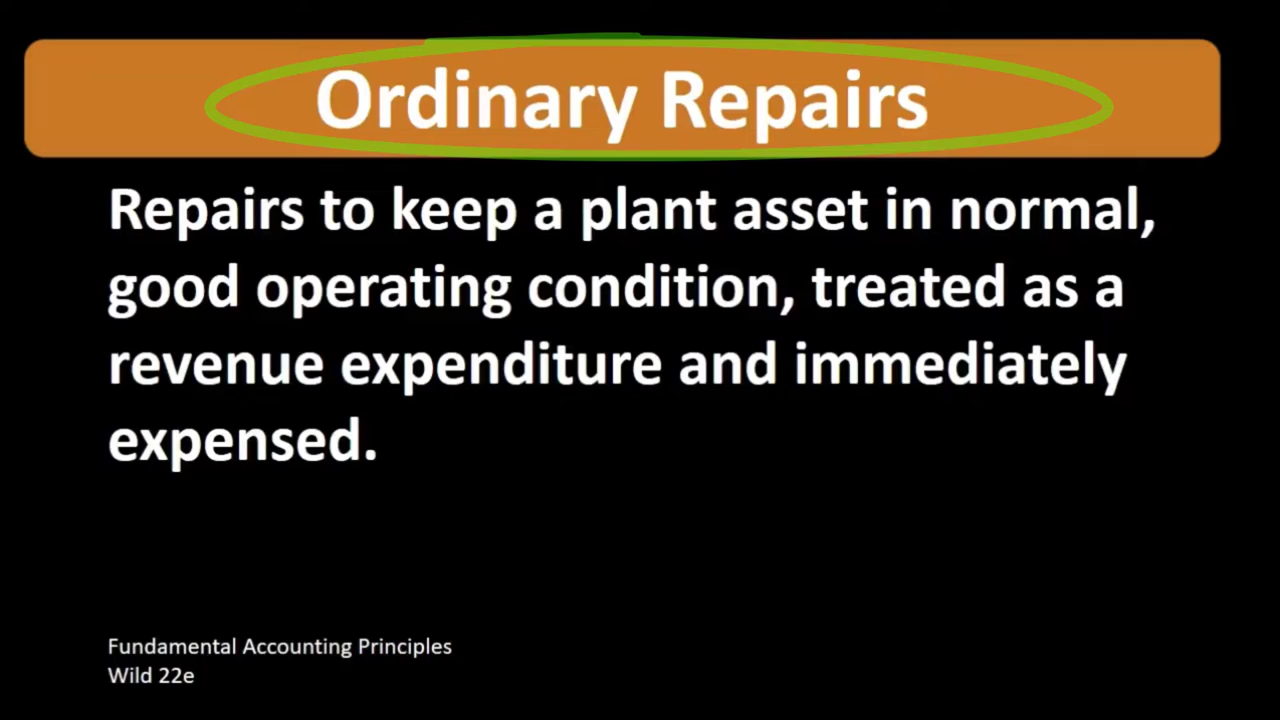 Ordinary Repairs
Repairs to keep a plant asset in normal,
good operating condition, treated as a
revenue expenditure and immediately
expensed.
Fundamental Accounting Principles
Wild 22e